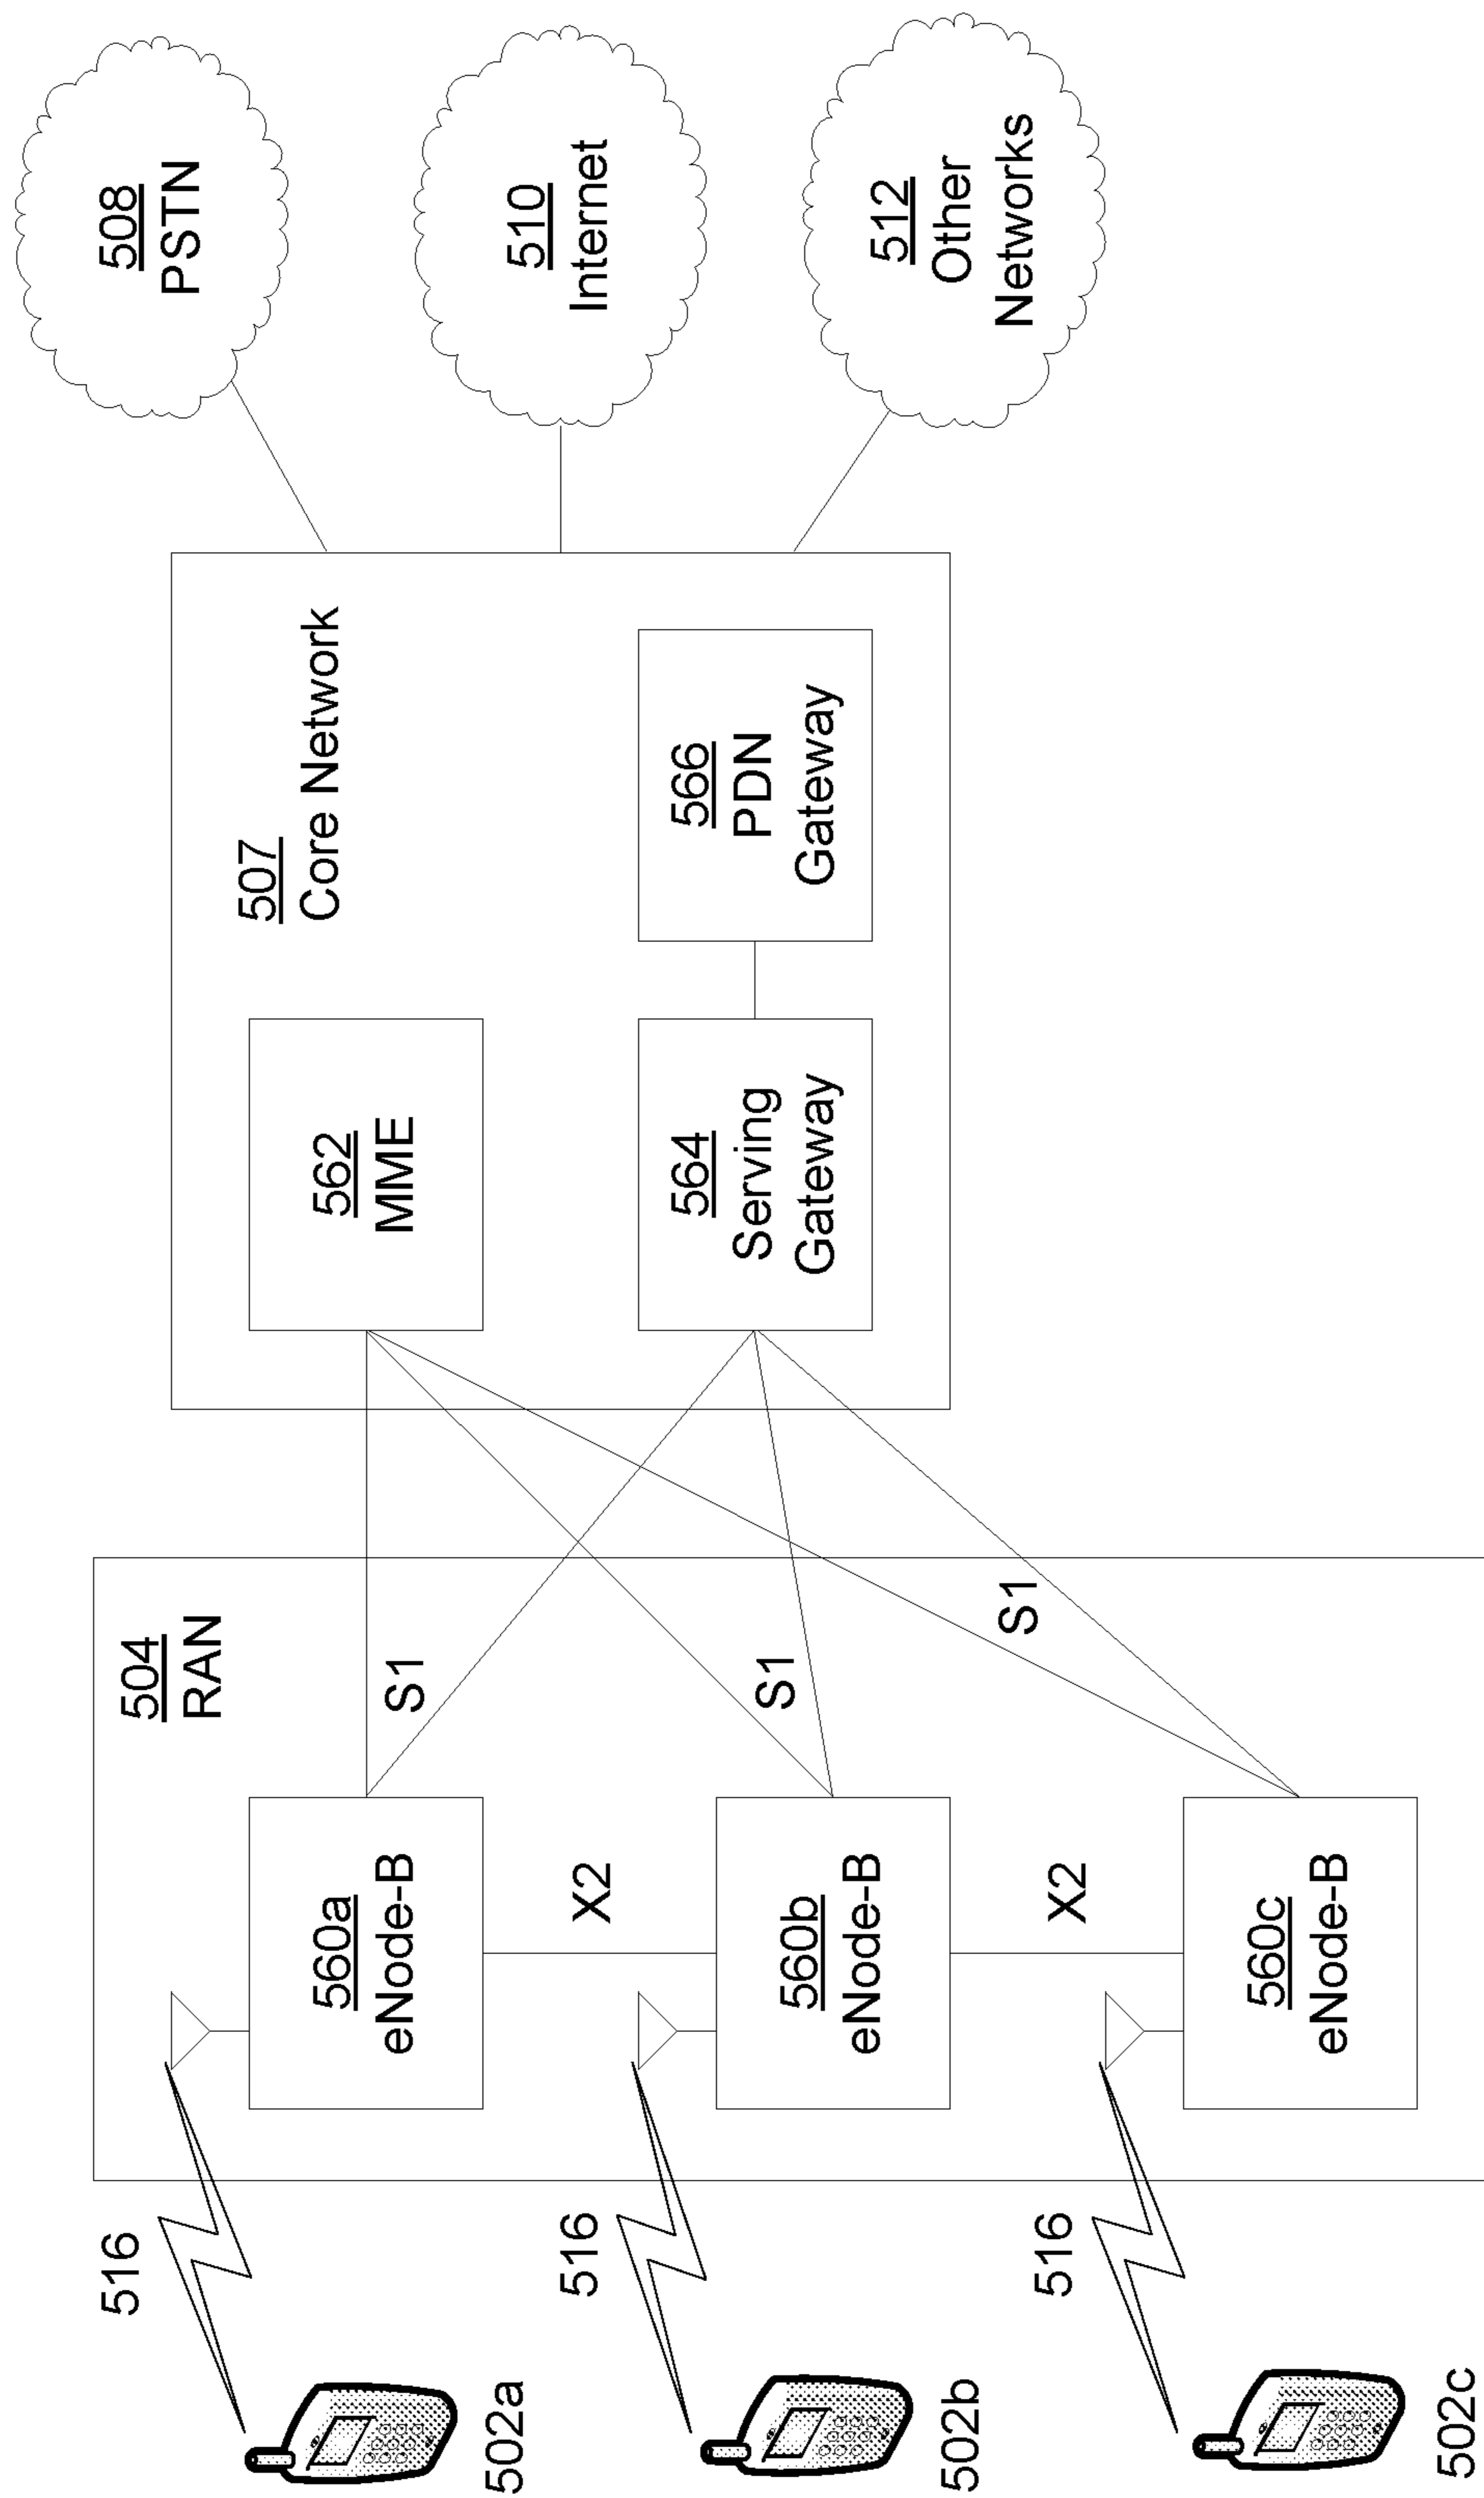 504
RAN
516
502a
560a
eNode-B
S1
X2
516
502b
560b
eNode-B
S1
X2
516
502c
560c
eNode-B
S1
507
Core Network
562
MME
564
Serving
Gateway
566
PDN
Gateway
508
PSTN
510
Internet
512
Other
Networks